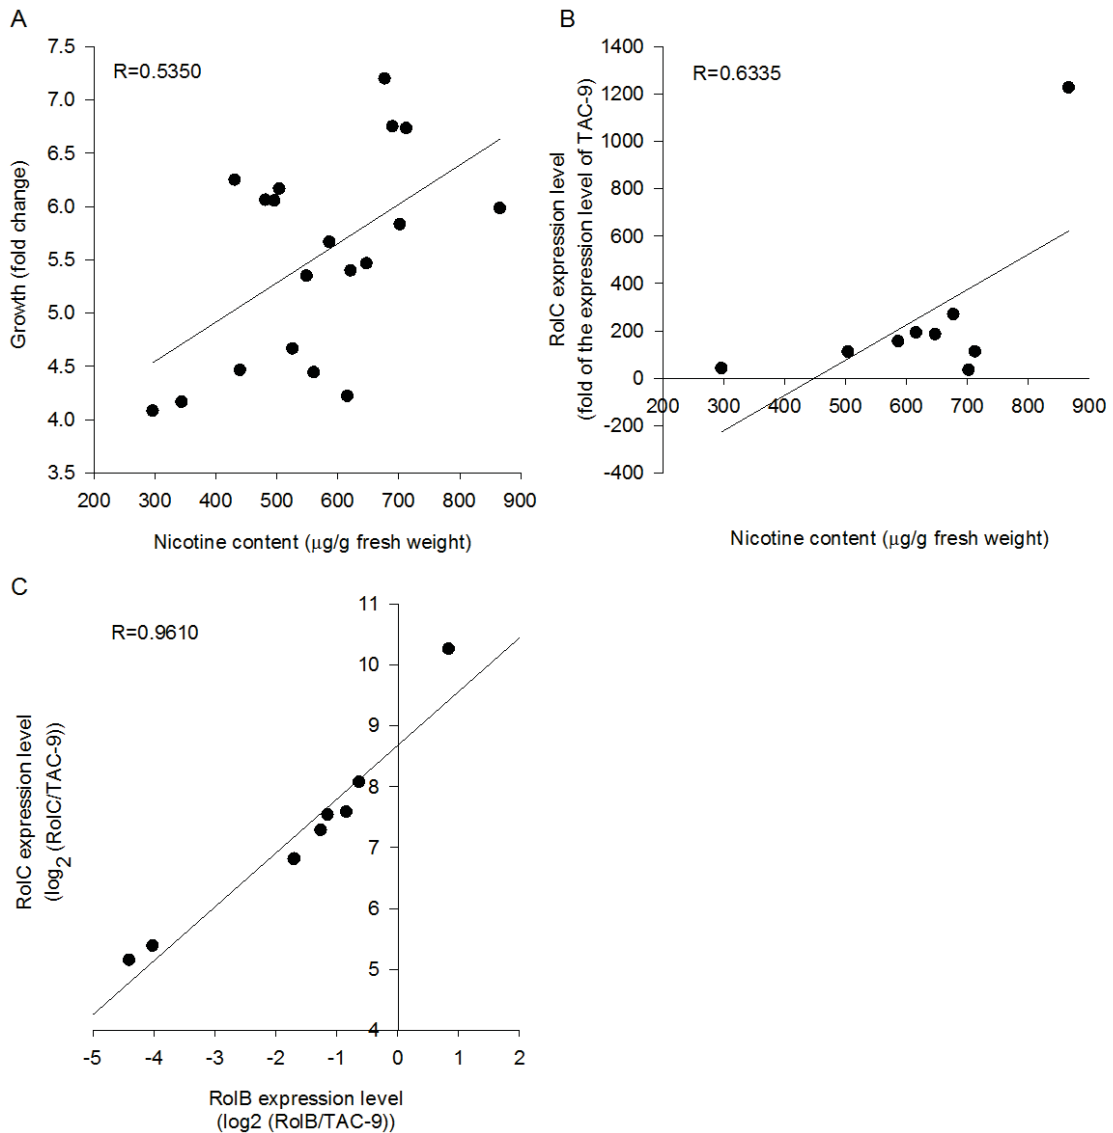 A
R=0.5350
Growth (fold change)
7.5
7.0
6.5
6.0
5.5
5.0
4.5
4.0
3.5
200 300 400 500 600 700 800 900
Nicotine content (μg/g fresh weight)
B
R=0.6335
RolC expression level
(fold of the expression level of TAC-9)
1400
1200
1000
800
600
400
200
0
-200
-400
200 300 400 500 600 700 800 900
Nicotine content (μg/g fresh weight)
C
R=0.9610
RolC expression level
(log2 (RolC/TAC-9))
11
10
9
8
7
6
5
4
-5 -4 -3 -2 -1 0 1 2
RolB expression level
(log2 (RolB/TAC-9))